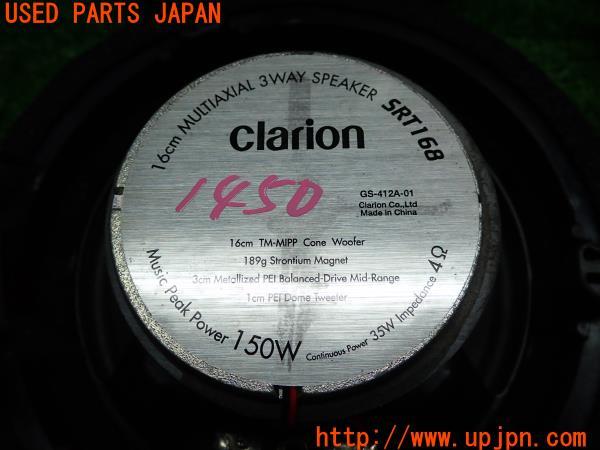 USED PARTS JAPAN
16cm MULTIAXIAL 3WAY SPEAKER SRT168
clarion
1450
GS-412A-01
Clarion Co.,Ltd
Made in China
16cm TM-MIPP Cone Woofer
189g Strontium Magnet
3cm Metallized PEI Balanced-Drive Mid-Range
1cm PEI Dome Tweeter
Music Peak Power 150W Continuous Power 35W Impedance 4Ω
http://www.upjpn.com/